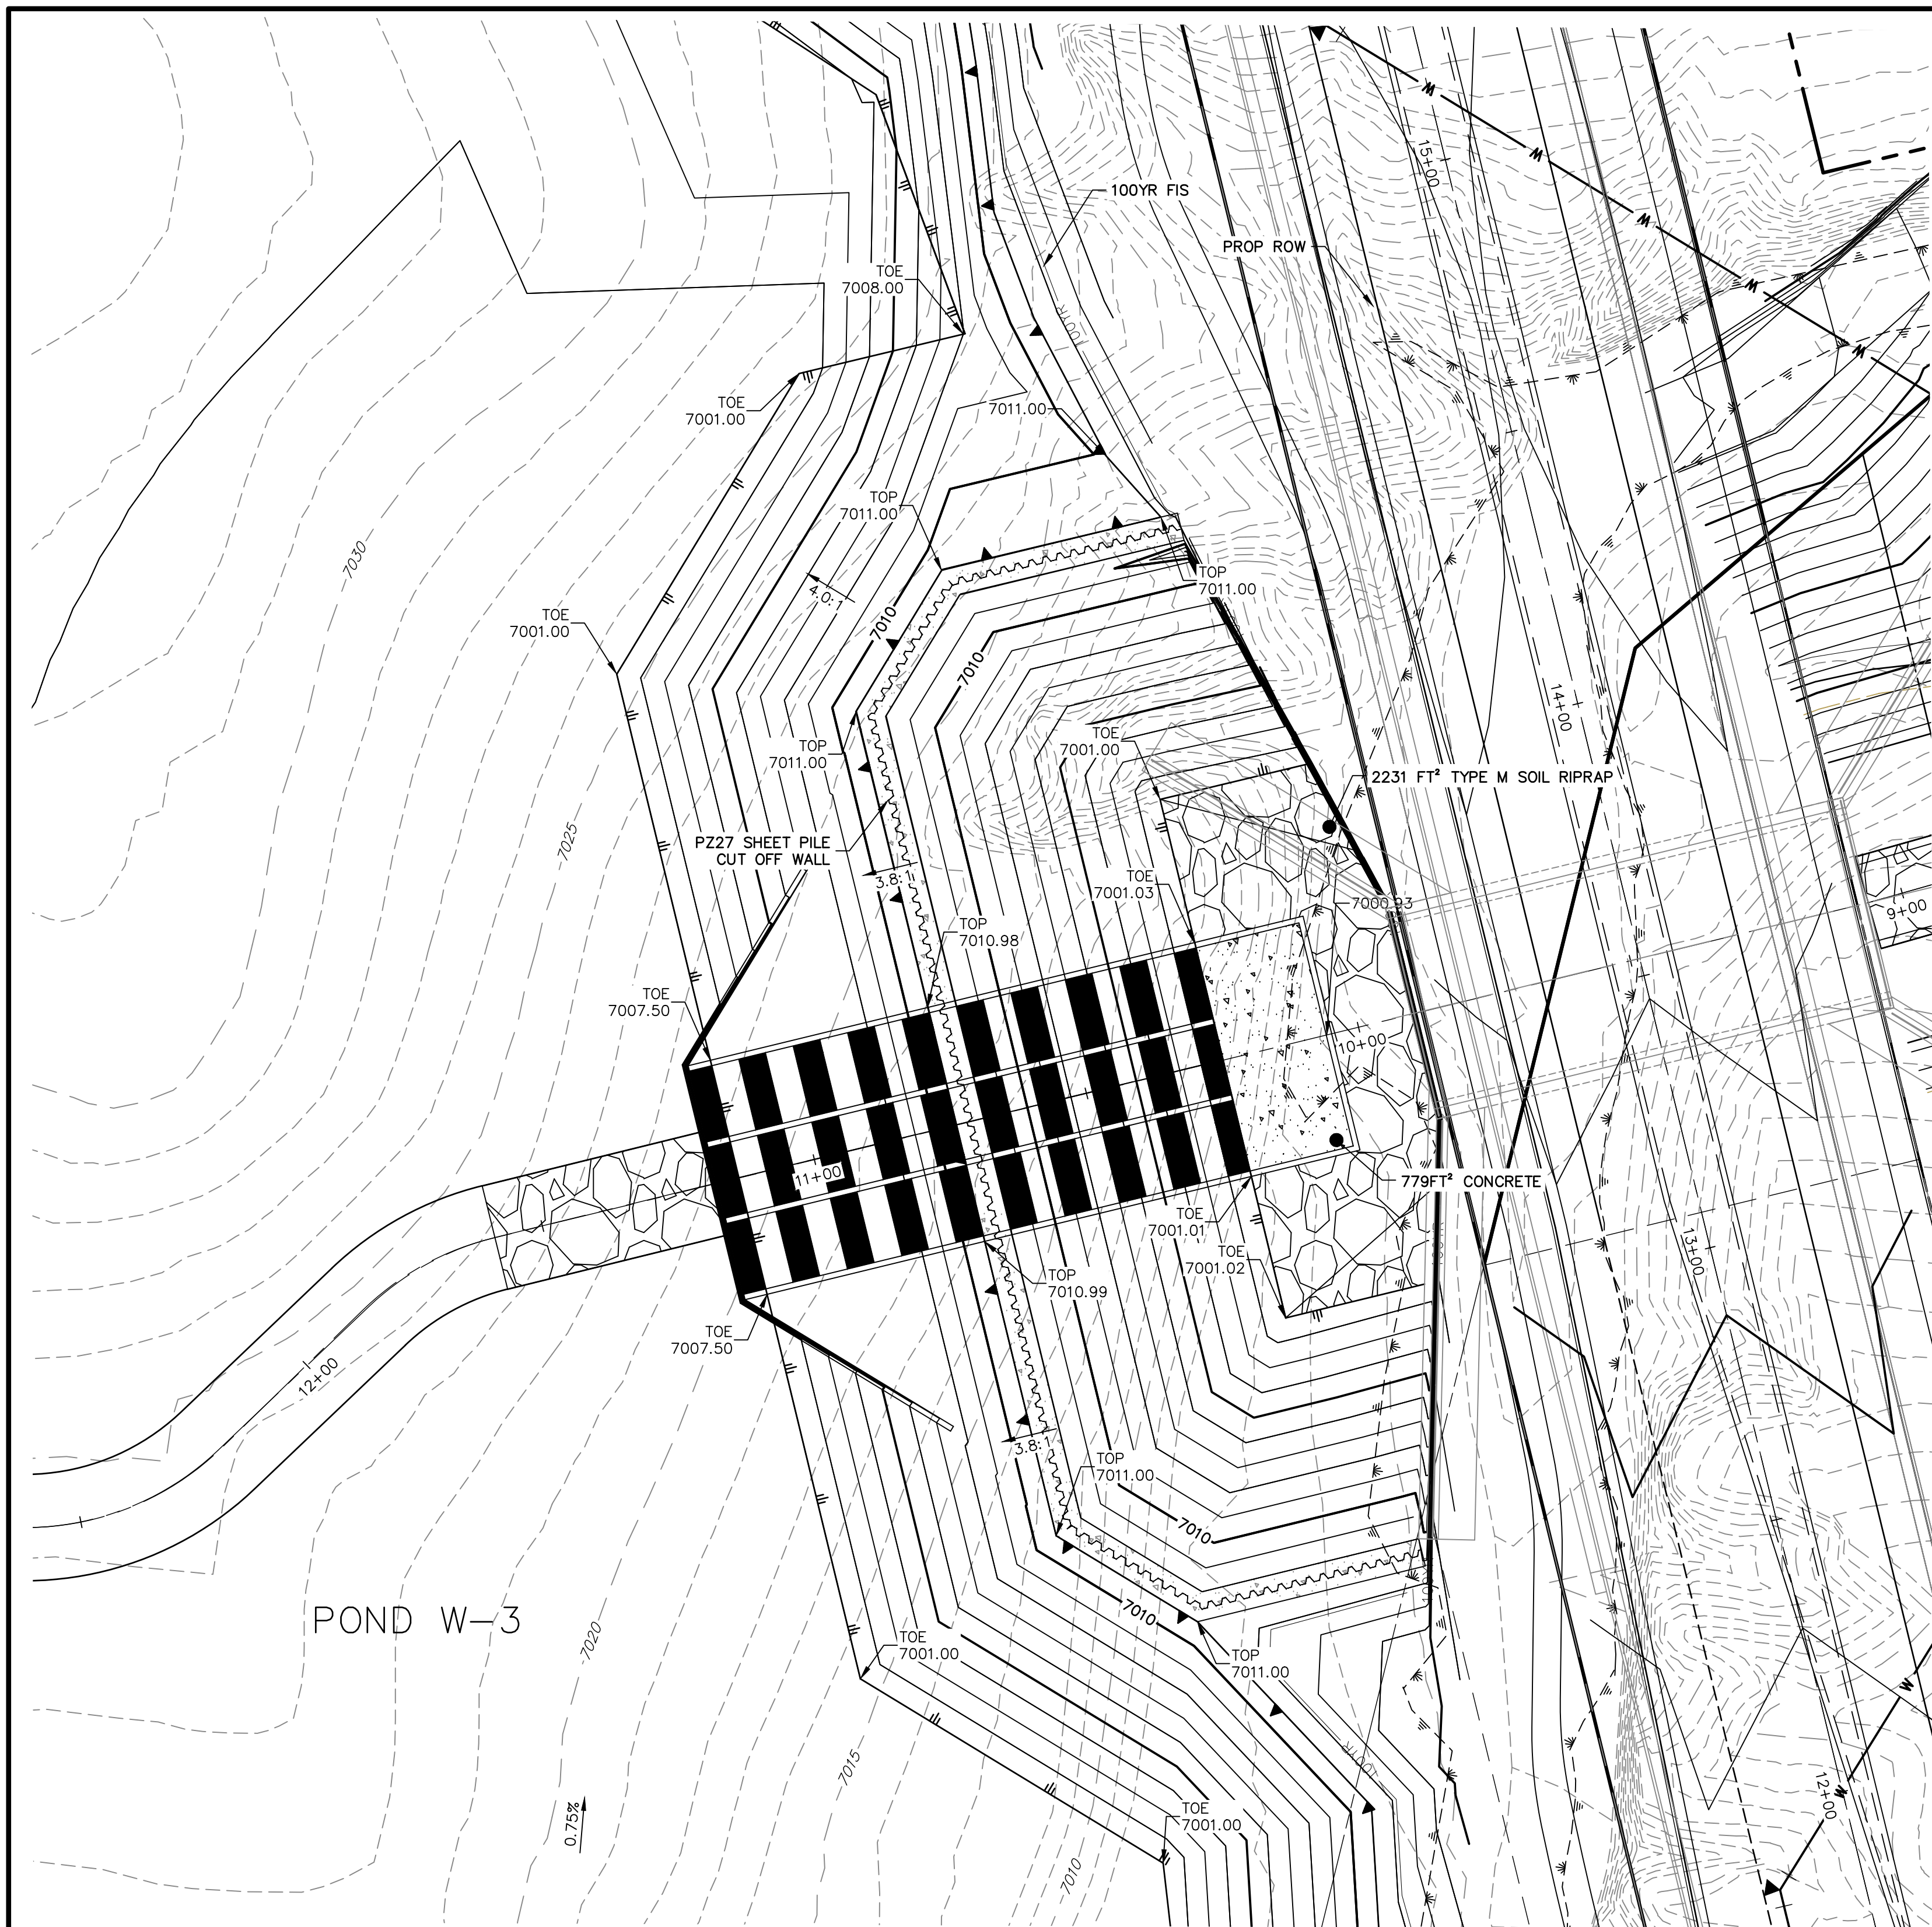 100YR FIS
PROP ROW
15+00
TOE
7008.00
100YR
TOE
7001.00
7011.00
TOP
7011.00
7030
4.0:1
7010
TOP
7011.00
TOE
7001.00
7010
14+00
TOP
7011.00
TOE
7001.00
2231 FT² TYPE M SOIL RIPRAP
7025
PZ27 SHEET PILE
CUT OFF WALL
3.8:1
TOE
7001.03
7000.93
9+00
TOP
7010.98
TOE
7007.50
10+00
11+00
779FT² CONCRETE
TOE
7001.01
13+00
TOE
7001.02
TOP
7010.99
TOE
7007.50
12+00
3.8:1
TOP
7011.00
7010
7010
POND W-3
7020
TOE
7001.00
TOP
7011.00
100YR
7015
0.75%
TOE
7001.00
12+00
7010
W
W
W
W
W
W
W